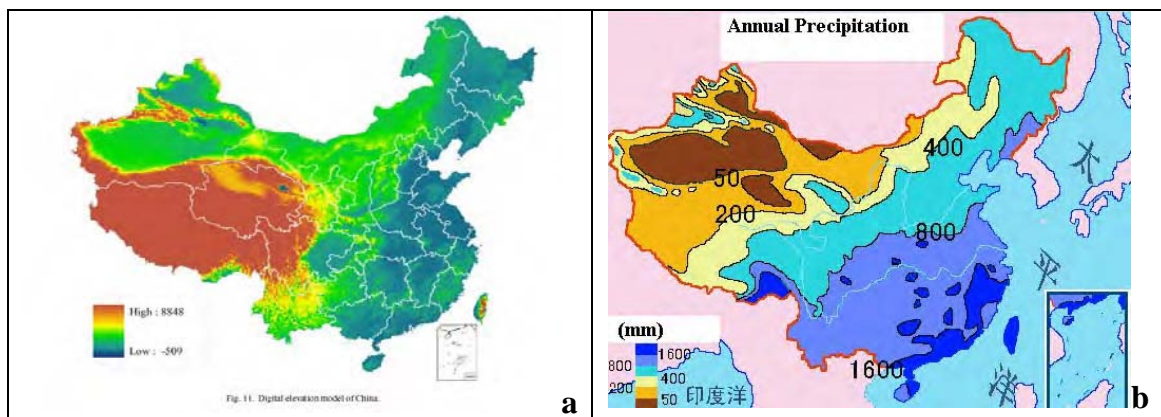 High : 8848
Low : -509
Fig. 11. Digital elevation model of China.
a
Annual Precipitation
400
50
200
800
1600
太
平
洋
(mm)
800
200
1600
400
50
印度洋
b